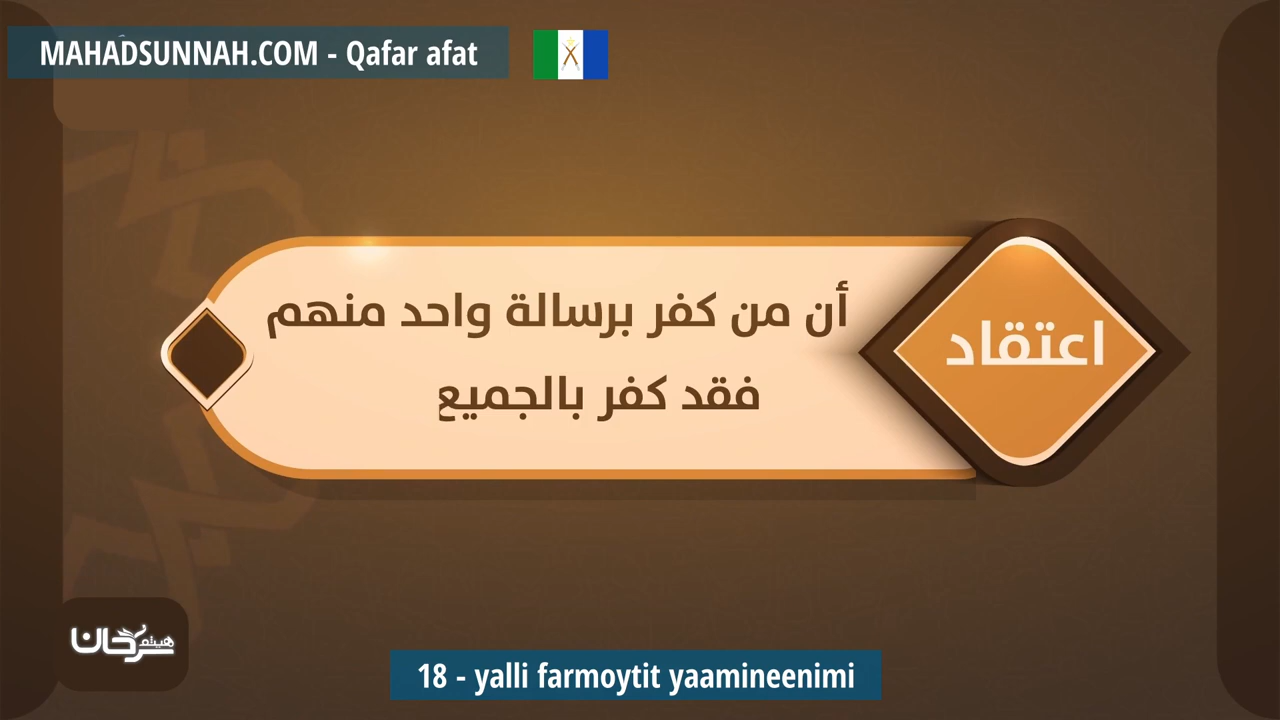 MAHADSUNNAH.COM - Qafar afat
اعتقاد
أن من كفر برسالة واحد منهم
فقد كفر بالجميع
هيثم
سرحان
18 - yalli farmoytit yaamineenimi